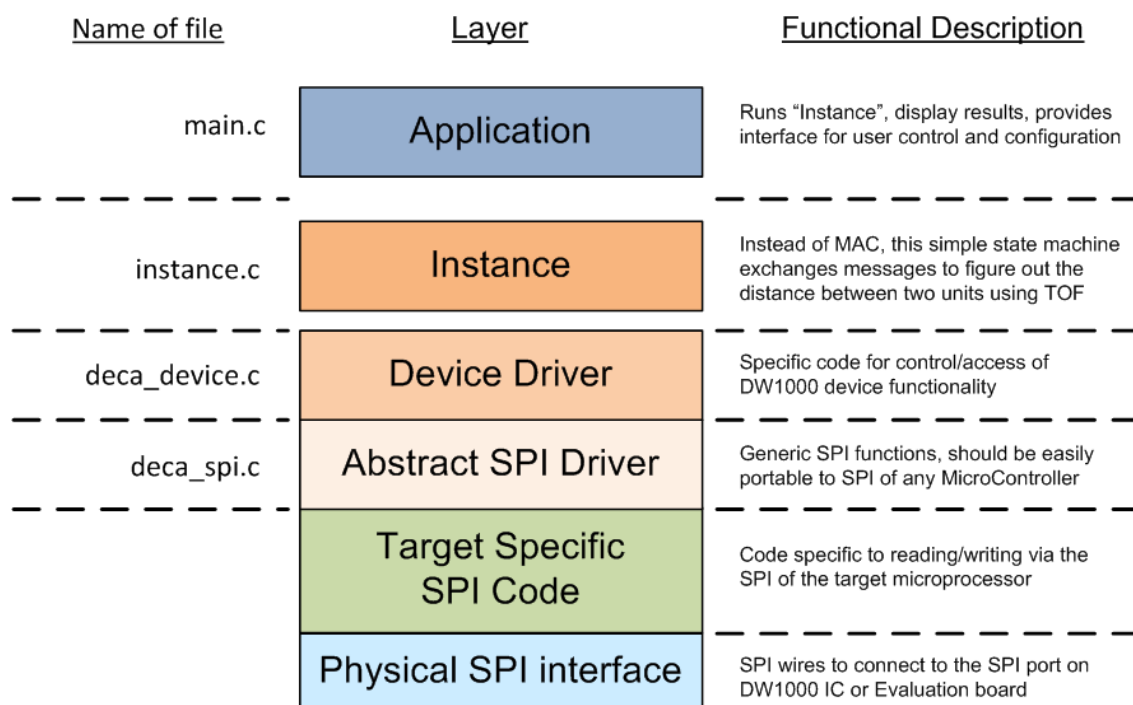 Name of file
Layer
Functional Description
main.c
Application
Runs “Instance”, display results, provides
interface for user control and configuration
instance.c
Instance
Instead of MAC, this simple state machine
exchanges messages to figure out the
distance between two units using TOF
deca_device.c
Device Driver
Specific code for control/access of
DW1000 device functionality
deca_spi.c
Abstract SPI Driver
Generic SPI functions, should be easily
portable to SPI of any MicroController
Target Specific
SPI Code
Code specific to reading/writing via the
SPI of the target microprocessor
Physical SPI interface
SPI wires to connect to the SPI port on
DW1000 IC or Evaluation board